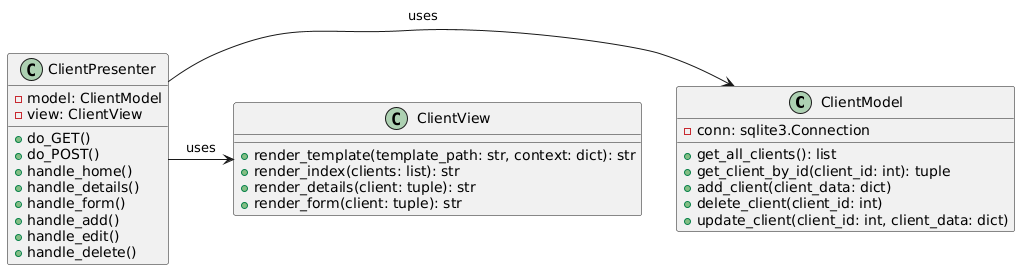 uses
C ClientPresenter
model: ClientModel
view: ClientView
do_GET()
do_POST()
handle_home()
handle_details()
handle_form()
handle_add()
handle_edit()
handle_delete()
uses
C ClientView
render_template(template_path: str, context: dict): str
render_index(clients: list): str
render_details(client: tuple): str
render_form(client: tuple): str
C ClientModel
conn: sqlite3.Connection
get_all_clients(): list
get_client_by_id(client_id: int): tuple
add_client(client_data: dict)
delete_client(client_id: int)
update_client(client_id: int, client_data: dict)